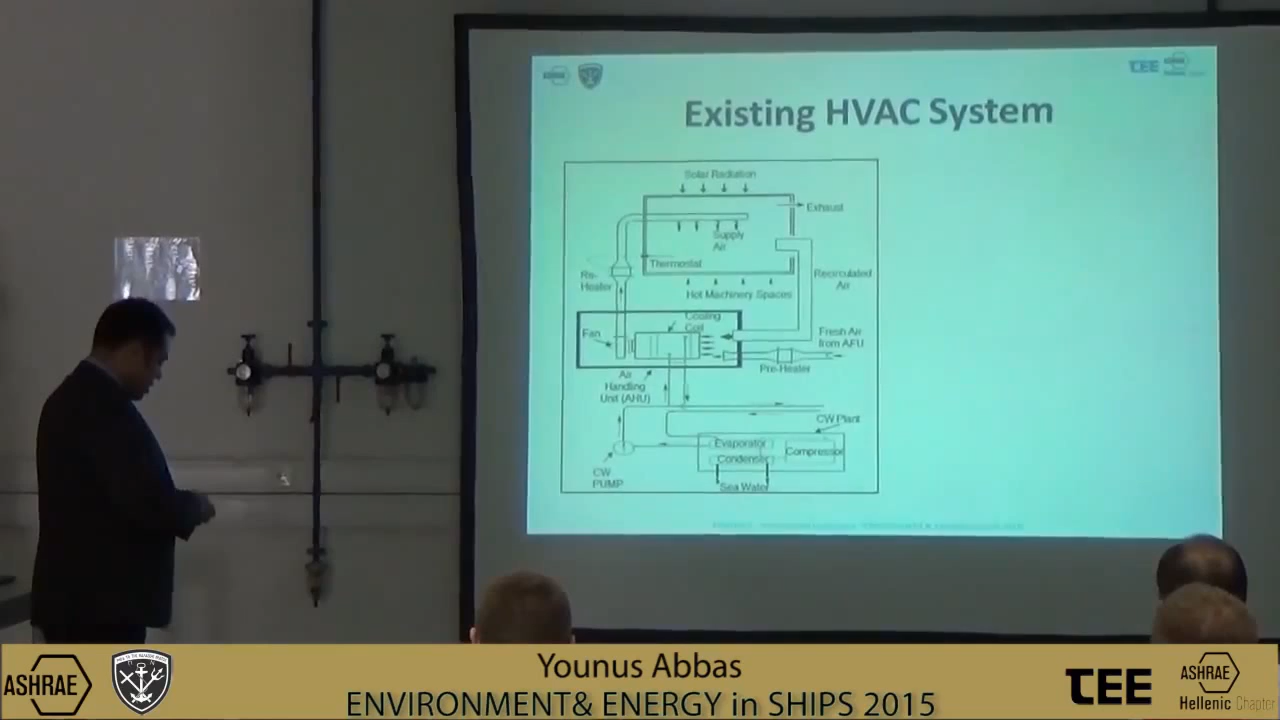 ASHRAE
TEE
Existing HVAC System
Solar Radiation
Exhaust
Supply
Air
Thermostat
Re-
Heater
Recirculated
Air
Hot Machinery Spaces
Cooling
Coil
Fan
Fresh Air
from AFU
Pre-Heater
Air
Handling
Unit (AHU)
CW Plant
Evaporator
Compressor
Condenser
CW
PUMP
Sea Water
Younus Abbas
ENVIRONMENT& ENERGY in SHIPS 2015
ASHRAE
TEE
ASHRAE
Hellenic Chapter